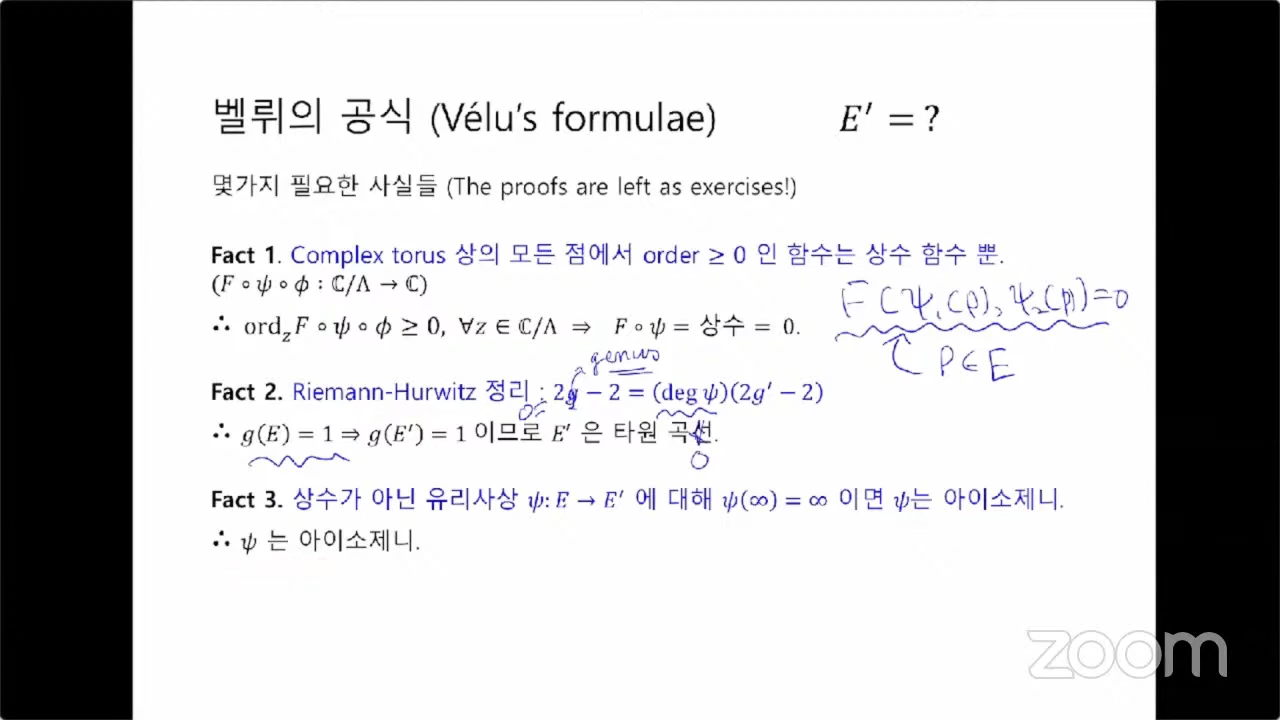 벨뤼의 공식 (Vélu's formulae)
E′ = ?
몇가지 필요한 사실들 (The proofs are left as exercises!)
Fact 1. Complex torus 상의 모든 점에서 order ≥ 0 인 함수는 상수 함수 뿐.
(F ∘ ψ ∘ ϕ : ℂ/Λ → ℂ)
F(ψ₁(P), ψ₂(P))=0
∴ ord_z F ∘ ψ ∘ ϕ ≥ 0, ∀z ∈ ℂ/Λ ⇒ F ∘ ψ = 상수 = 0.
P∈E
genus
Fact 2. Riemann-Hurwitz 정리 : 2g − 2 = (deg ψ)(2g′ − 2)
0
∴ g(E) = 1 ⇒ g(E′) = 1 이므로 E′ 은 타원 곡선.
0
Fact 3. 상수가 아닌 유리사상 ψ: E → E′ 에 대해 ψ(∞) = ∞ 이면 ψ는 아이소제니.
∴ ψ 는 아이소제니.
zoom